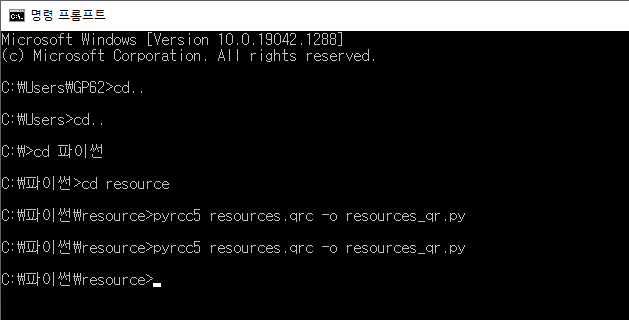 명령 프롬프트
Microsoft Windows [Version 10.0.19042.1288]
(c) Microsoft Corporation. All rights reserved.
C:₩Users₩GP62>cd..
C:₩Users>cd..
C:₩>cd 파이썬
C:₩파이썬>cd resource
C:₩파이썬₩resource>pyrcc5 resources.qrc -o resources_qr.py
C:₩파이썬₩resource>pyrcc5 resources.qrc -o resources_qr.py
C:₩파이썬₩resource>